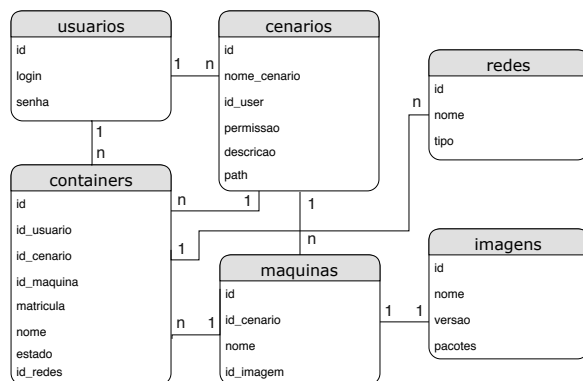 usuarios
id
login
senha
1
n
cenarios
id
nome_cenario
id_user
permissao
descricao
path
redes
id
nome
tipo
n
1
n
containers
id
id_usuario
id_cenario
id_maquina
matricula
nome
estado
id_redes
n
1
1
1
n
maquinas
id
id_cenario
nome
id_imagem
n
1
1
1
imagens
id
nome
versao
pacotes